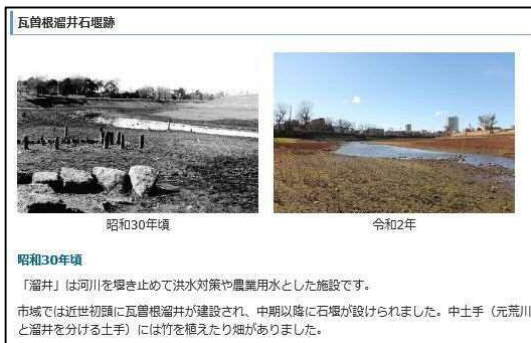 瓦曽根溜井石堰跡
昭和30年頃
令和2年
昭和30年頃
「溜井」は河川を堰き止めて洪水対策や農業用水とした施設です。
市域では近世初頭に瓦曽根溜井が建設され、中期以降に石堰が設けられました。中土手（元荒川
と溜井を分ける土手）には竹を植えたり畑がありました。